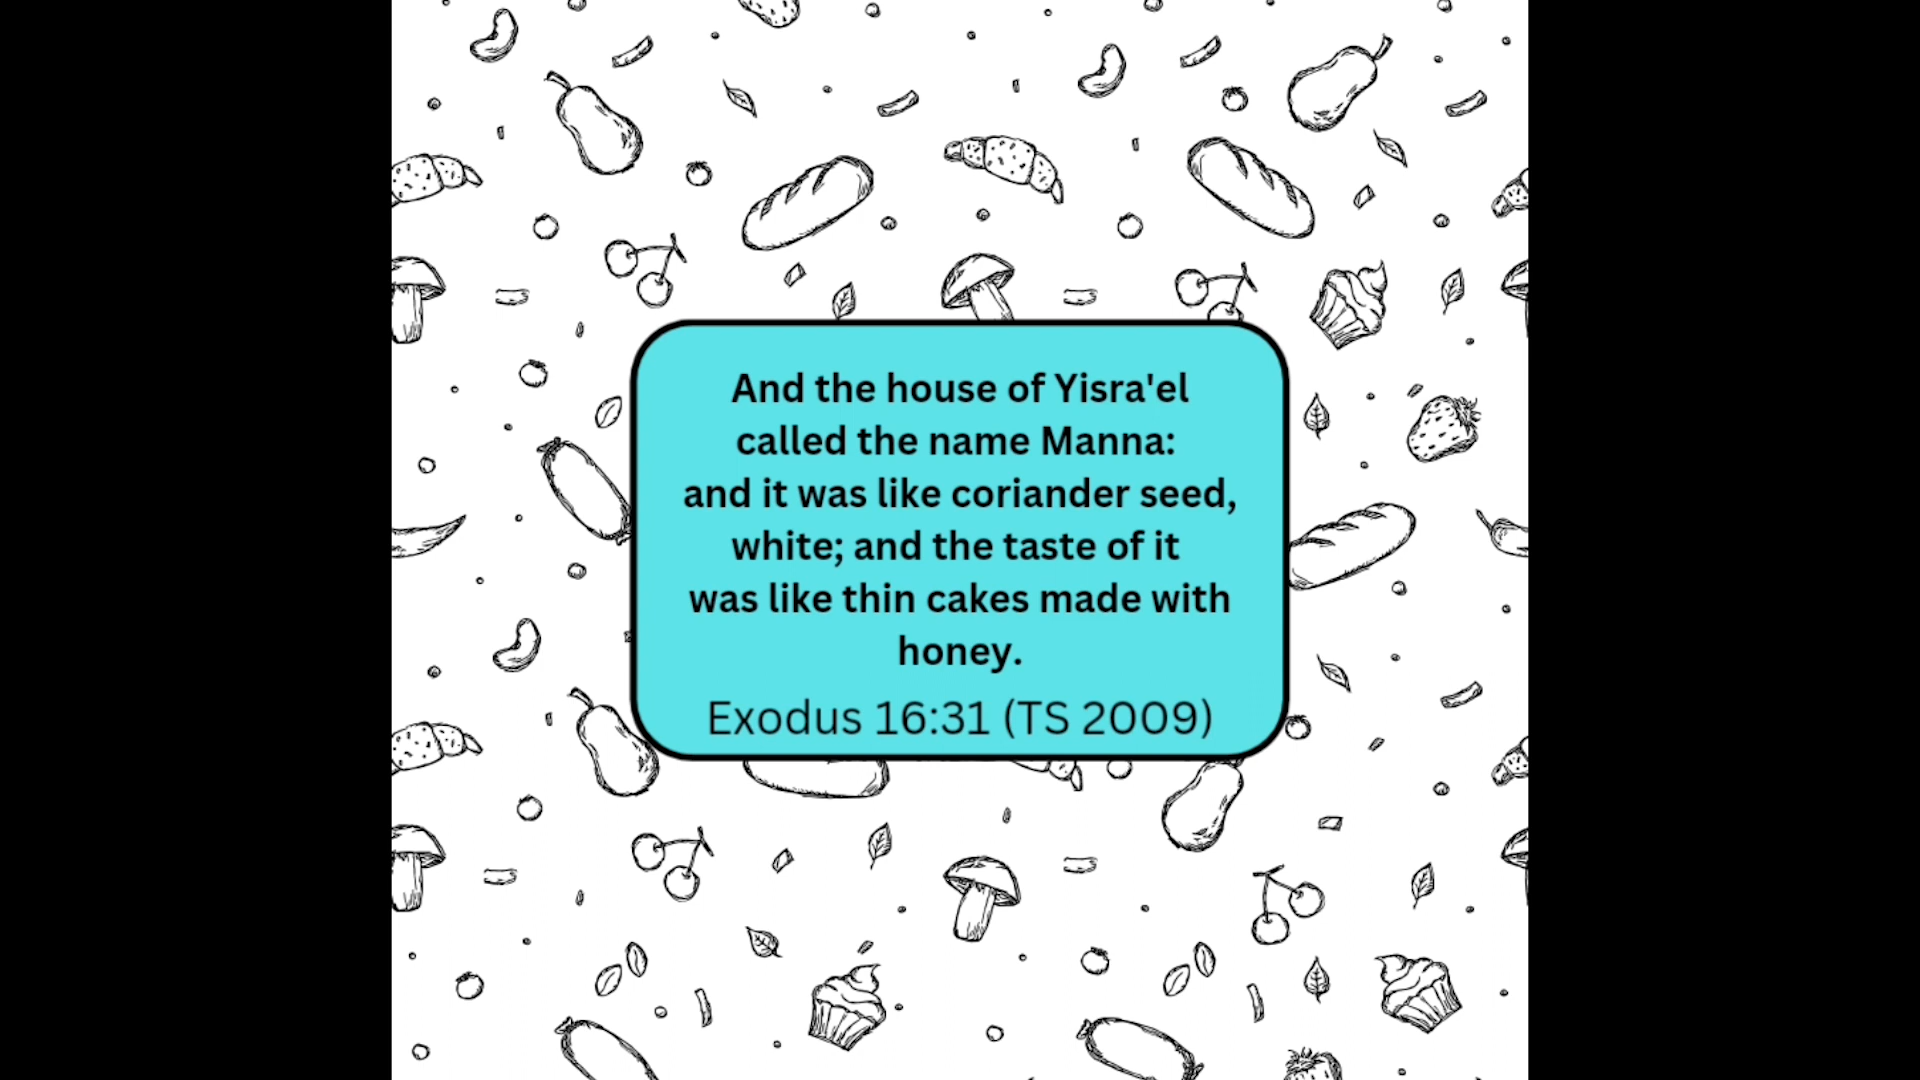 And the house of Yisra'el
called the name Manna:
and it was like coriander seed,
white; and the taste of it
was like thin cakes made with
honey.
Exodus 16:31 (TS 2009)